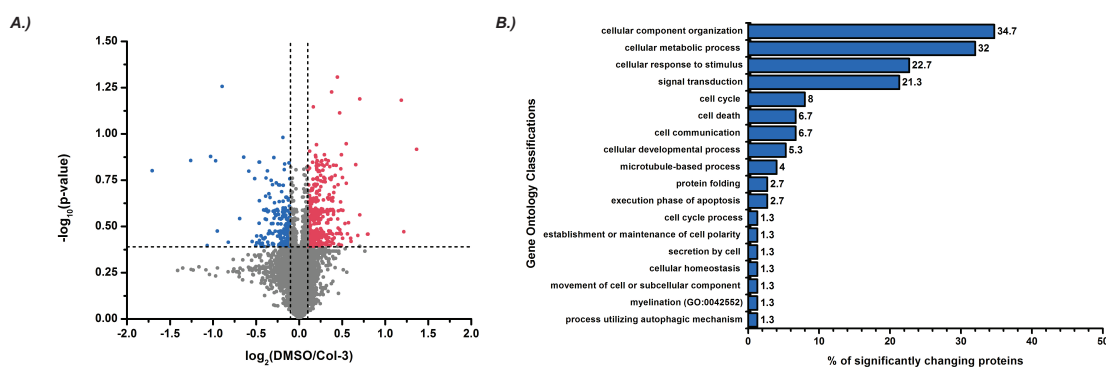 A.)
1.50
1.25
1.00
0.75
0.50
0.25
0.00
-log10(p-value)
-2.0 -1.5 -1.0 -0.5 0.0 0.5 1.0 1.5 2.0
log2(DMSO/Col-3)
B.)
Gene Ontology Classifications
cellular component organization 34.7
cellular metabolic process 32
cellular response to stimulus 22.7
signal transduction 21.3
cell cycle 8
cell death 6.7
cell communication 6.7
cellular developmental process 5.3
microtubule-based process 4
protein folding 2.7
execution phase of apoptosis 2.7
cell cycle process 1.3
establishment or maintenance of cell polarity 1.3
secretion by cell 1.3
cellular homeostasis 1.3
movement of cell or subcellular component 1.3
myelination (GO:0042552) 1.3
process utilizing autophagic mechanism 1.3
0 10 20 30 40 50
% of significantly changing proteins